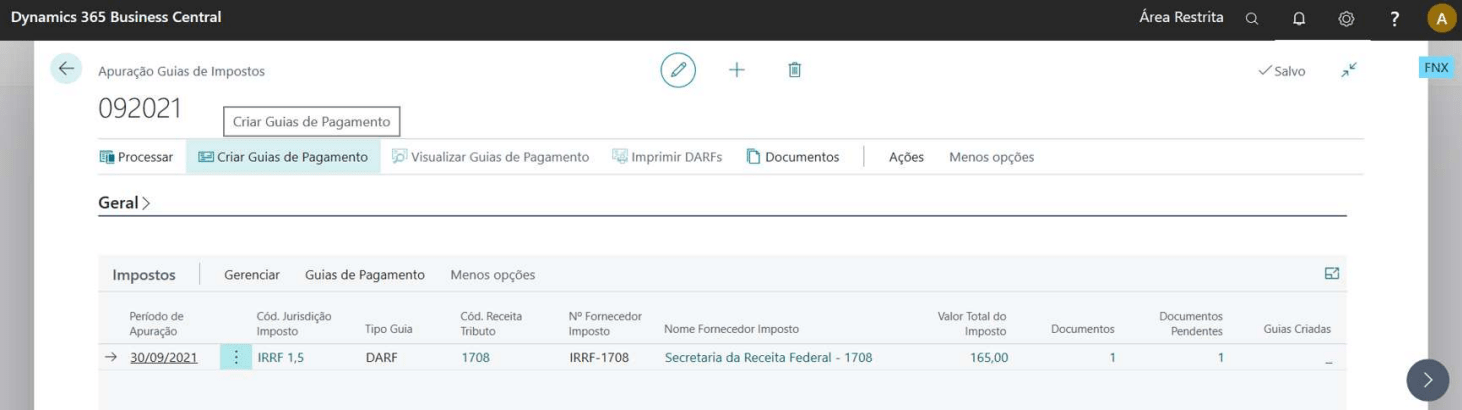 Dynamics 365 Business Central
Área Restrita
?
A
Apuração Guias de Impostos
Salvo
FNX
092021
Criar Guias de Pagamento
Processar Criar Guias de Pagamento Visualizar Guias de Pagamento Imprimir DARFs Documentos Ações Menos opções
Geral
Impostos Gerenciar Guias de Pagamento Menos opções
Período de Apuração Cód. Jurisdição Imposto Tipo Guia Cód. Receita Tributo Nº Fornecedor Imposto Nome Fornecedor Imposto Valor Total do Imposto Documentos Documentos Pendentes Guias Criadas
30/09/2021 IRRF 1,5 DARF 1708 IRRF-1708 Secretaria da Receita Federal - 1708 165,00 1 1 _